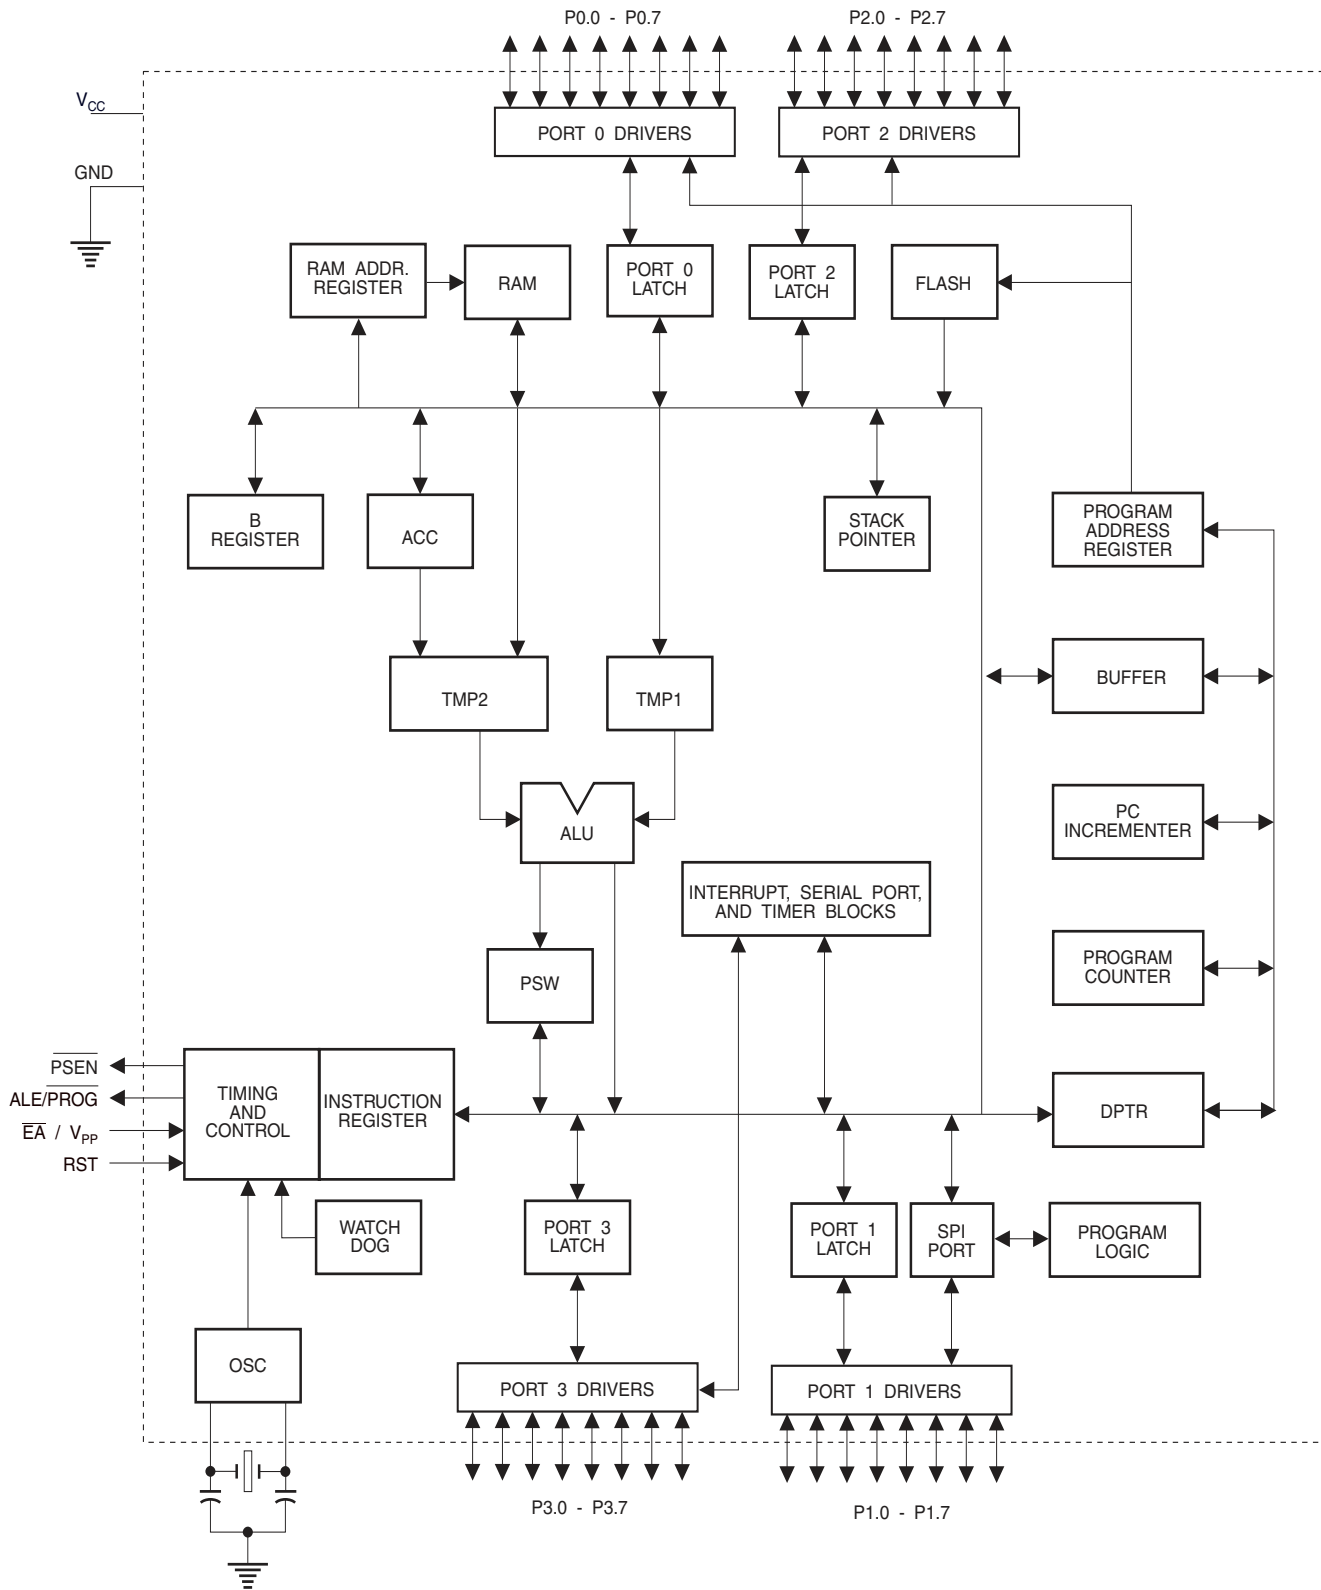 P0.0 - P0.7
P2.0 - P2.7
VCC
PORT 0 DRIVERS
PORT 2 DRIVERS
GND
RAM ADDR.
REGISTER
RAM
PORT 0
LATCH
PORT 2
LATCH
FLASH
B
REGISTER
ACC
STACK
POINTER
PROGRAM
ADDRESS
REGISTER
TMP2
TMP1
BUFFER
ALU
PC
INCREMENTER
INTERRUPT, SERIAL PORT,
AND TIMER BLOCKS
PSW
PROGRAM
COUNTER
PSEN
ALE/PROG
EA / VPP
RST
TIMING
AND
CONTROL
INSTRUCTION
REGISTER
DPTR
WATCH
DOG
PORT 3
LATCH
PORT 1
LATCH
SPI
PORT
PROGRAM
LOGIC
OSC
PORT 3 DRIVERS
PORT 1 DRIVERS
P3.0 - P3.7
P1.0 - P1.7